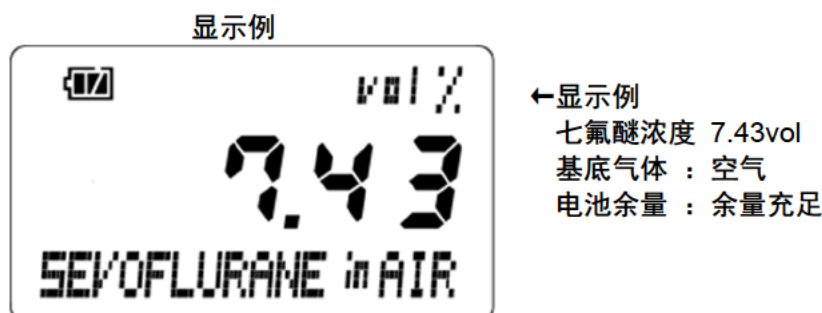 显示例
vol%
7.43
SEVOFLURANE in AIR
←显示例
七氟醚浓度 7.43vol
基底气体 : 空气
电池余量 : 余量充足